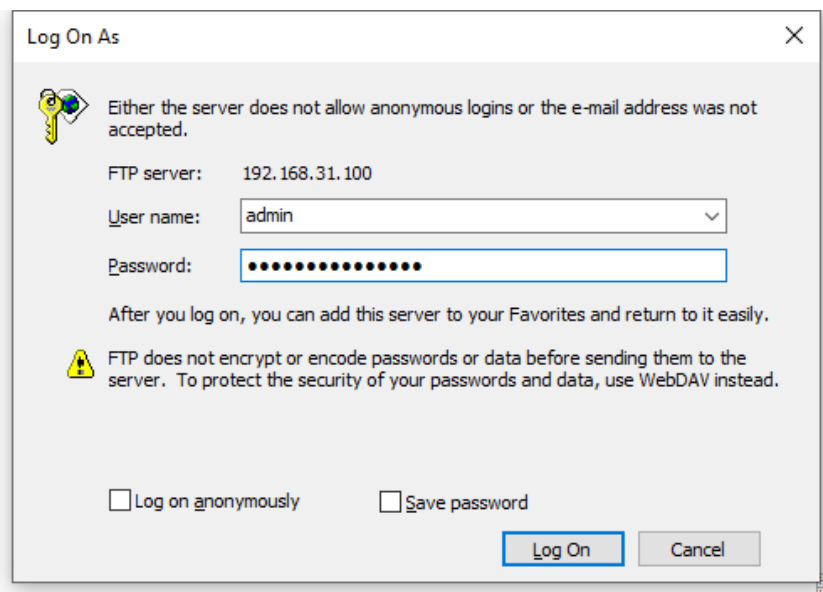 Log On As
Either the server does not allow anonymous logins or the e-mail address was not
accepted.
FTP server: 192.168.31.100
User name: admin
Password: ●●●●●●●●●●●●●●●
After you log on, you can add this server to your Favorites and return to it easily.
FTP does not encrypt or encode passwords or data before sending them to the
server. To protect the security of your passwords and data, use WebDAV instead.
Log on anonymously Save password
Log On Cancel